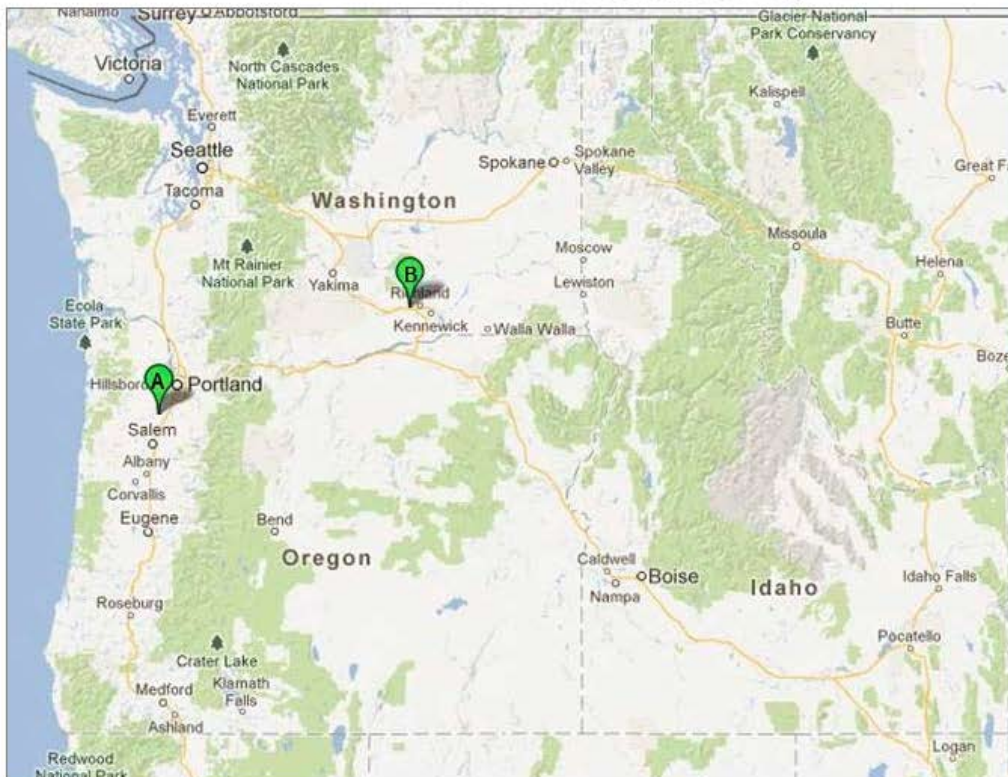 Nanaimo
Surrey
Abbotsford
Glacier National
Park Conservancy
Victoria
North Cascades
National Park
Kalispell
Everett
Seattle
Spokane
Spokane
Valley
Great
Tacoma
Washington
Missoula
Mt Rainier
National Park
Moscow
Helena
B
Yakima
Richland
Lewiston
Ecola
State Park
Kennewick
Walla Walla
Butte
Boze
Hillsboro
A
Portland
Salem
Albany
Corvallis
Eugene
Bend
Oregon
Caldwell
Boise
Nampa
Idaho
Idaho Falls
Roseburg
Pocatello
Crater Lake
Klamath
Falls
Medford
Ashland
Logan
Redwood
National Park